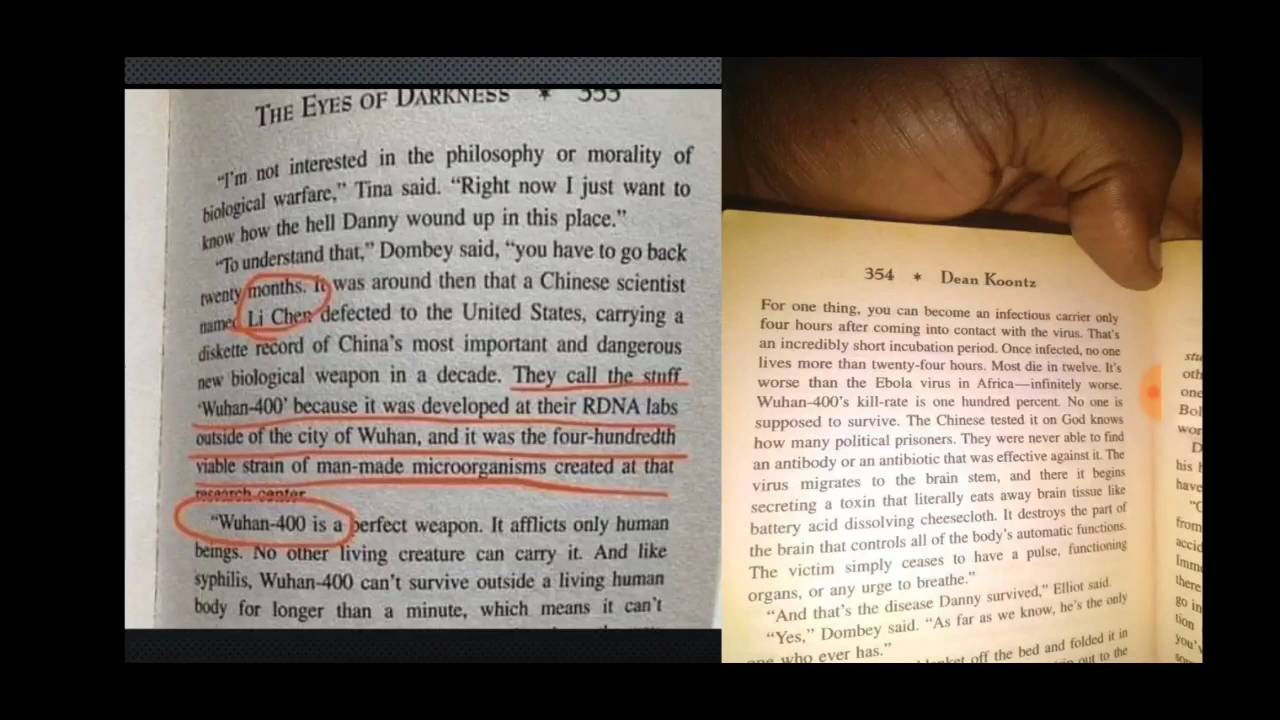 THE EYES OF DARKNESS * 353
“I’m not interested in the philosophy or morality of
biological warfare,” Tina said. “Right now I just want to
know how the hell Danny wound up in this place.”
“To understand that,” Dombey said, “you have to go back
twenty months. It was around then that a Chinese scientist
named Li Chen defected to the United States, carrying a
diskette record of China’s most important and dangerous
new biological weapon in a decade. They call the stuff
‘Wuhan-400’ because it was developed at their RDNA labs
outside of the city of Wuhan, and it was the four-hundredth
viable strain of man-made microorganisms created at that
research center.
“Wuhan-400 is a perfect weapon. It afflicts only human
beings. No other living creature can carry it. And like
syphilis, Wuhan-400 can’t survive outside a living human
body for longer than a minute, which means it can’t
354 * Dean Koontz
For one thing, you can become an infectious carrier only
four hours after coming into contact with the virus. That’s
an incredibly short incubation period. Once infected, no one
lives more than twenty-four hours. Most die in twelve. It’s
worse than the Ebola virus in Africa—infinitely worse.
Wuhan-400’s kill-rate is one hundred percent. No one is
supposed to survive. The Chinese tested it on God knows
how many political prisoners. They were never able to find
an antibody or an antibiotic that was effective against it. The
virus migrates to the brain stem, and there it begins
secreting a toxin that literally eats away brain tissue like
battery acid dissolving cheesecloth. It destroys the part of
the brain that controls all of the body’s automatic functions.
The victim simply ceases to have a pulse, functioning
organs, or any urge to breathe.”
“And that’s the disease Danny survived,” Elliot said.
“Yes,” Dombey said. “As far as we know, he’s the only
one who ever has.”
off the bed and folded it in
out to the